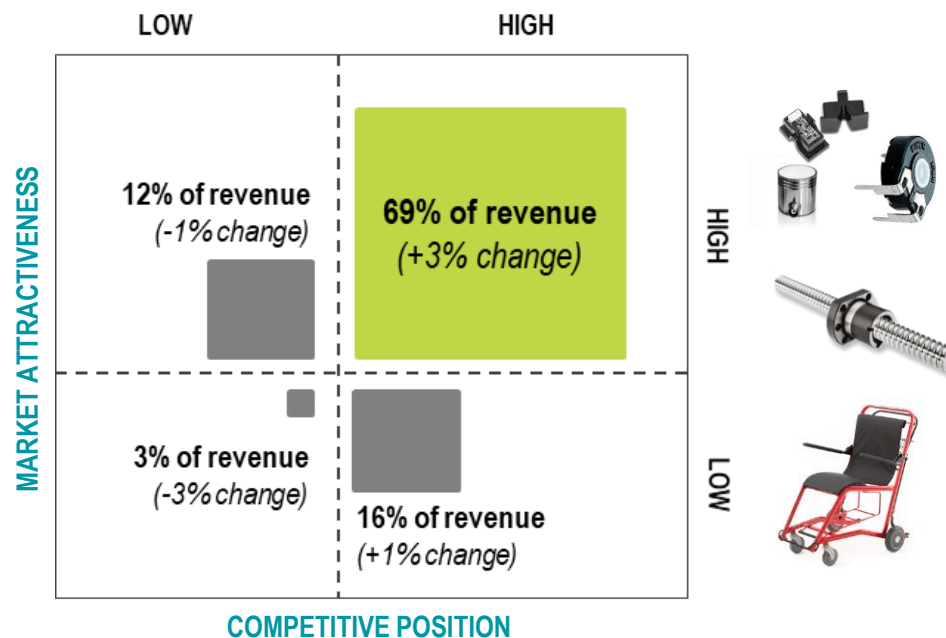 LOW
HIGH
12% of revenue
(-1% change)
69% of revenue
(+3% change)
HIGH
MARKET ATTRACTIVENESS
3% of revenue
(-3% change)
16% of revenue
(+1% change)
LOW
COMPETITIVE POSITION